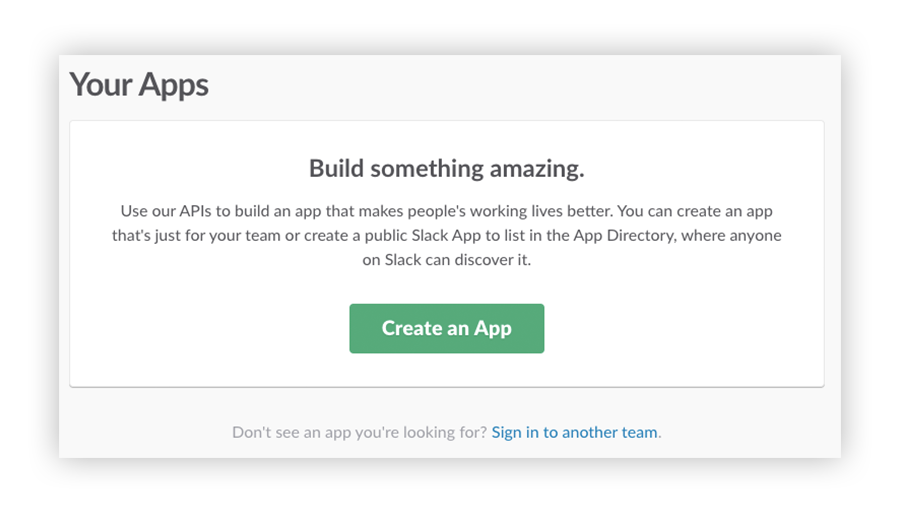 Your Apps
Build something amazing.
Use our APIs to build an app that makes people's working lives better. You can create an app
that's just for your team or create a public Slack App to list in the App Directory, where anyone
on Slack can discover it.
Create an App
Don't see an app you're looking for? Sign in to another team.